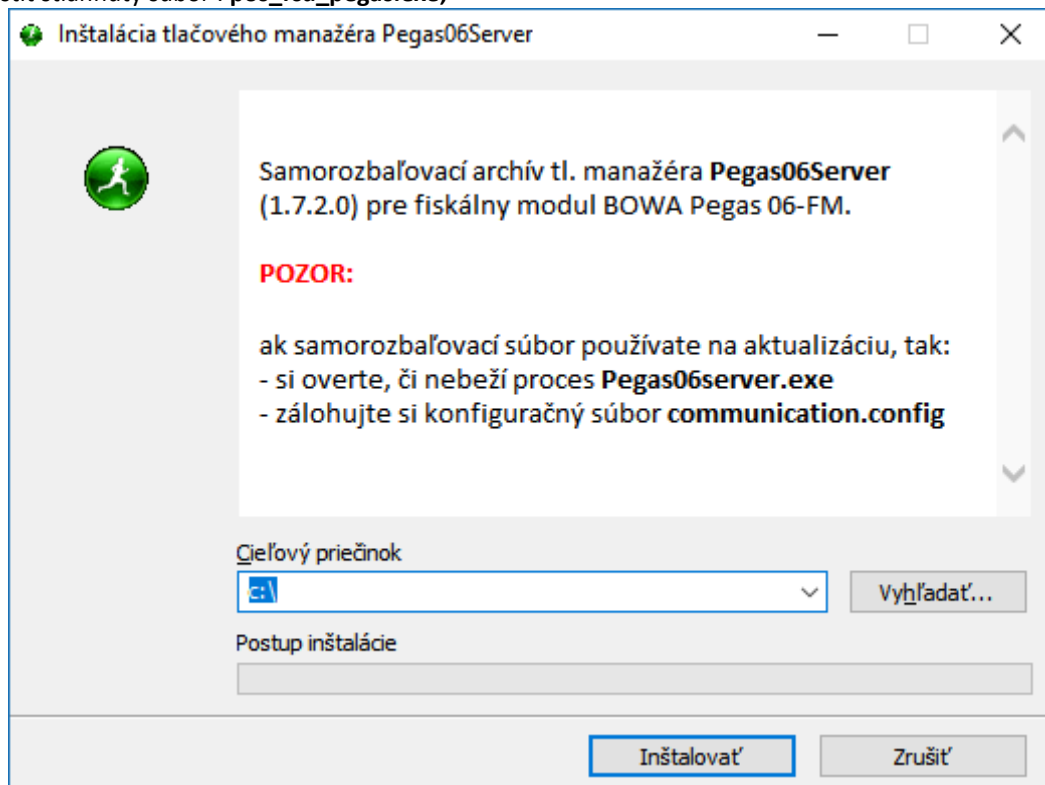 Inštalácia tlačového manažéra Pegas06Server
Samorozbaľovací archív tl. manažéra Pegas06Server
(1.7.2.0) pre fiskálny modul BOWA Pegas 06-FM.
POZOR:
ak samorozbaľovací súbor používate na aktualizáciu, tak:
- si overte, či nebeží proces Pegas06server.exe
- zálohujte si konfiguračný súbor communication.config
Cieľový priečinok
c:\
Vyhľadať...
Postup inštalácie
Inštalovať
Zrušiť